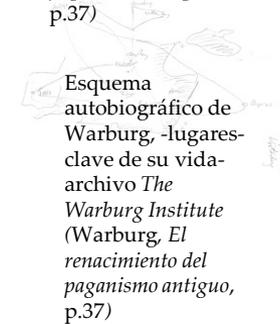 p.37)
Esquema
autobiográfico de
Warburg, -lugares-
clave de su vida-
archivo The
Warburg Institute
(Warburg, El
renacimiento del
paganismo antiguo,
p.37)